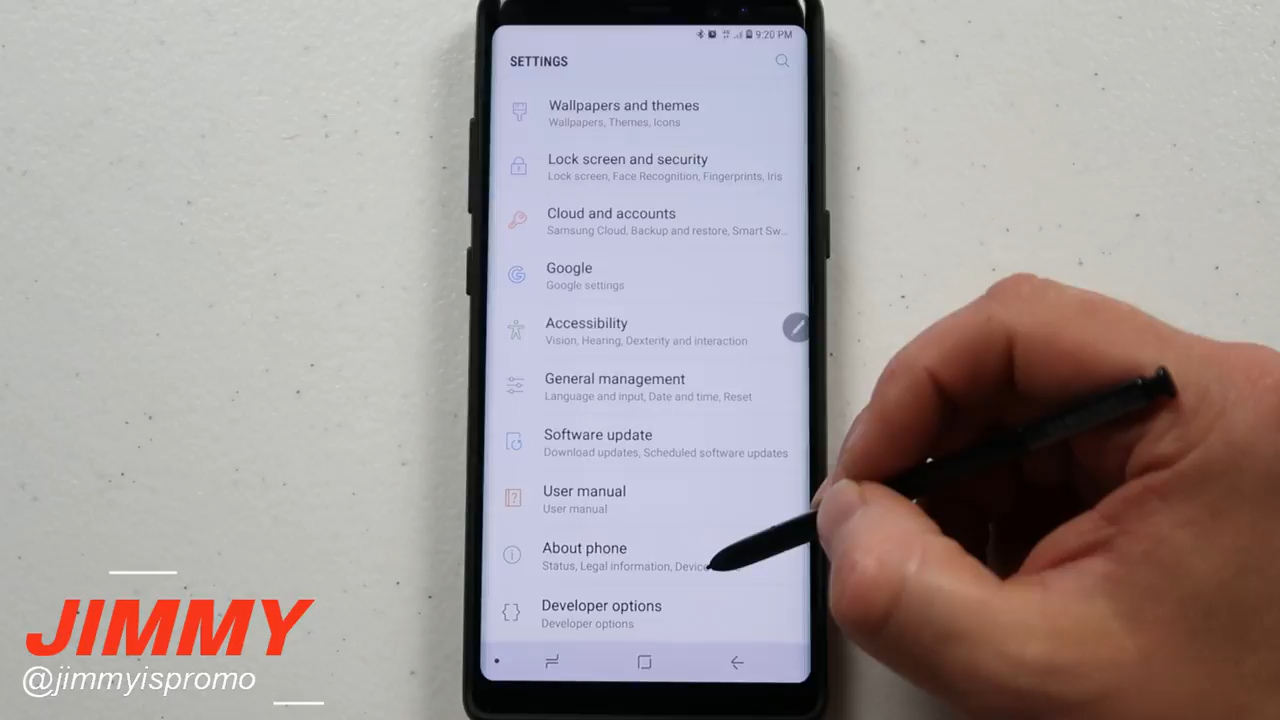 9:20 PM
SETTINGS
Wallpapers and themes
Wallpapers, Themes, Icons
Lock screen and security
Lock screen, Face Recognition, Fingerprints, Iris
Cloud and accounts
Samsung Cloud, Backup and restore, Smart Sw...
Google
Google settings
Accessibility
Vision, Hearing, Dexterity and interaction
General management
Language and input, Date and time, Reset
Software update
Download updates, Scheduled software updates
User manual
User manual
About phone
Status, Legal information, Device
Developer options
Developer options
JIMMY
@jimmyispromo